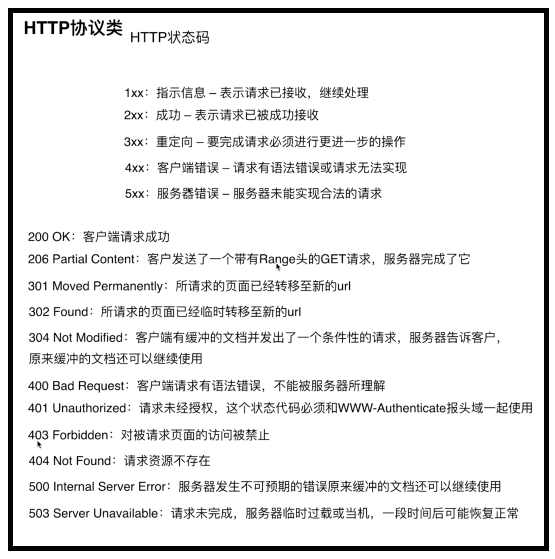 HTTP协议类
HTTP状态码
1xx：指示信息 – 表示请求已接收，继续处理
2xx：成功 – 表示请求已被成功接收
3xx：重定向 – 要完成请求必须进行更进一步的操作
4xx：客户端错误 – 请求有语法错误或请求无法实现
5xx：服务器错误 – 服务器未能实现合法的请求
200 OK：客户端请求成功
206 Partial Content：客户发送了一个带有Range头的GET请求，服务器完成了它
301 Moved Permanently：所请求的页面已经转移至新的url
302 Found：所请求的页面已经临时转移至新的url
304 Not Modified：客户端有缓冲的文档并发出了一个条件性的请求，服务器告诉客户，
原来缓冲的文档还可以继续使用
400 Bad Request：客户端请求有语法错误，不能被服务器所理解
401 Unauthorized：请求未经授权，这个状态代码必须和WWW-Authenticate报头域一起使用
403 Forbidden：对被请求页面的访问被禁止
404 Not Found：请求资源不存在
500 Internal Server Error：服务器发生不可预期的错误原来缓冲的文档还可以继续使用
503 Server Unavailable：请求未完成，服务器临时过载或当机，一段时间后可能恢复正常